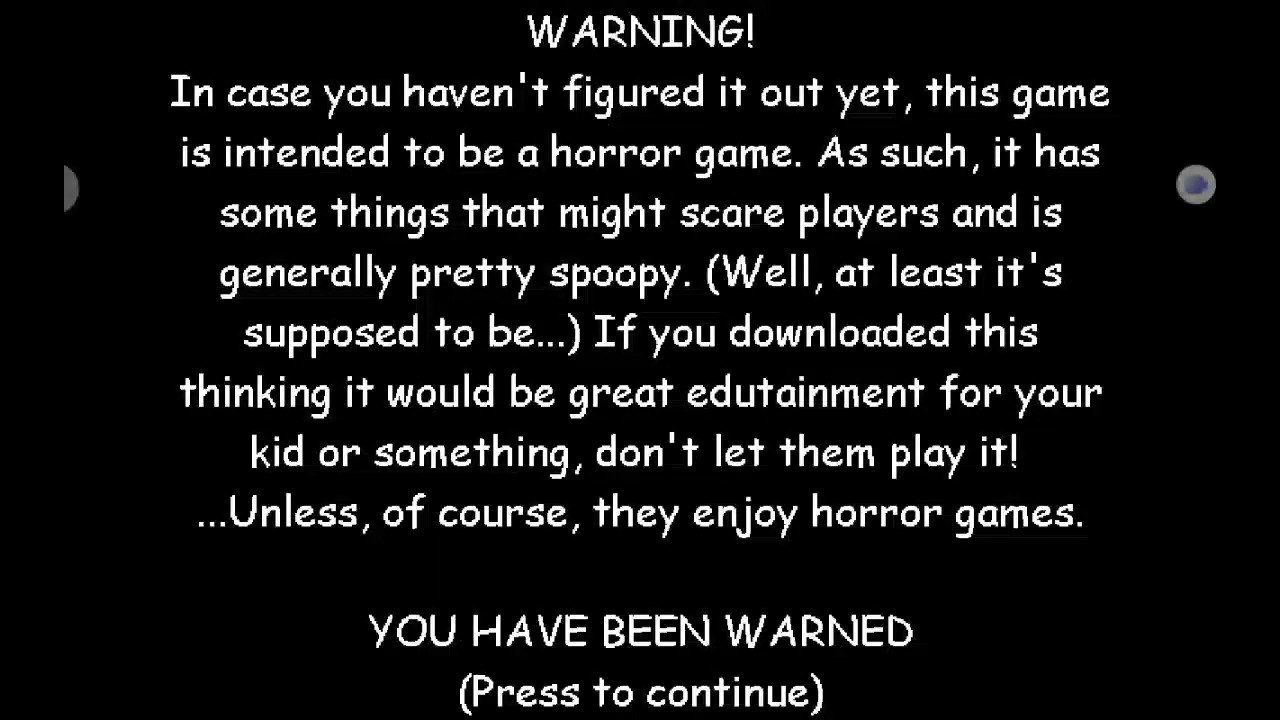 WARNING!
In case you haven't figured it out yet, this game
is intended to be a horror game. As such, it has
some things that might scare players and is
generally pretty spoopy. (Well, at least it's
supposed to be...) If you downloaded this
thinking it would be great edutainment for your
kid or something, don't let them play it!
...Unless, of course, they enjoy horror games.
YOU HAVE BEEN WARNED
(Press to continue)